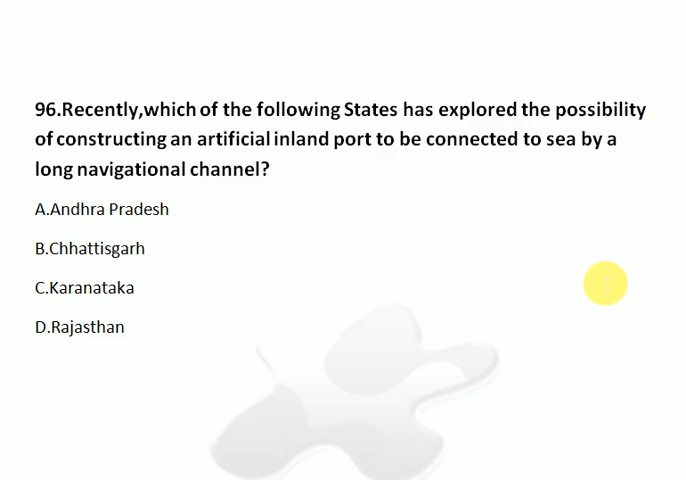 96.Recently,which of the following States has explored the possibility
of constructing an artificial inland port to be connected to sea by a
long navigational channel?
A.Andhra Pradesh
B.Chhattisgarh
C.Karanataka
D.Rajasthan